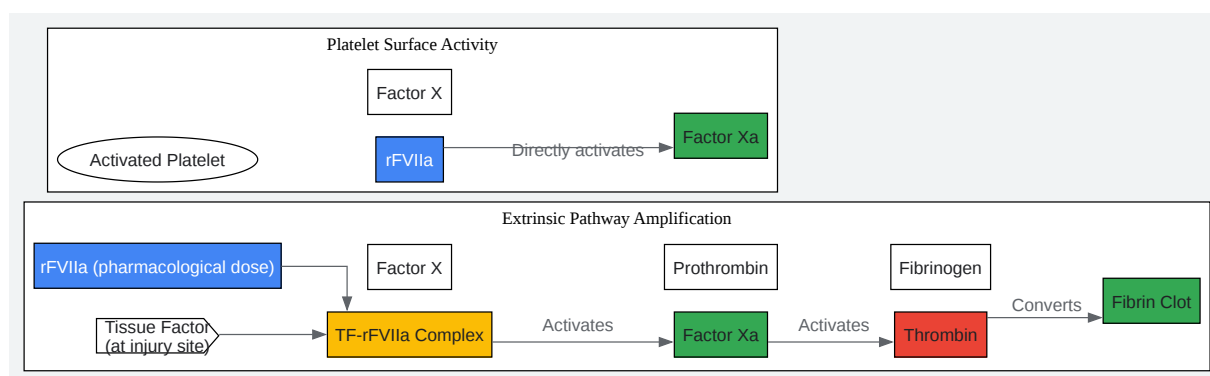 Platelet Surface Activity
Factor X
Activated Platelet
rFVIIa
Directly activates
Factor Xa
Extrinsic Pathway Amplification
rFVIIa (pharmacological dose)
Factor X
Prothrombin
Fibrinogen
Tissue Factor
(at injury site)
TF-rFVIIa Complex
Activates
Factor Xa
Activates
Thrombin
Converts
Fibrin Clot